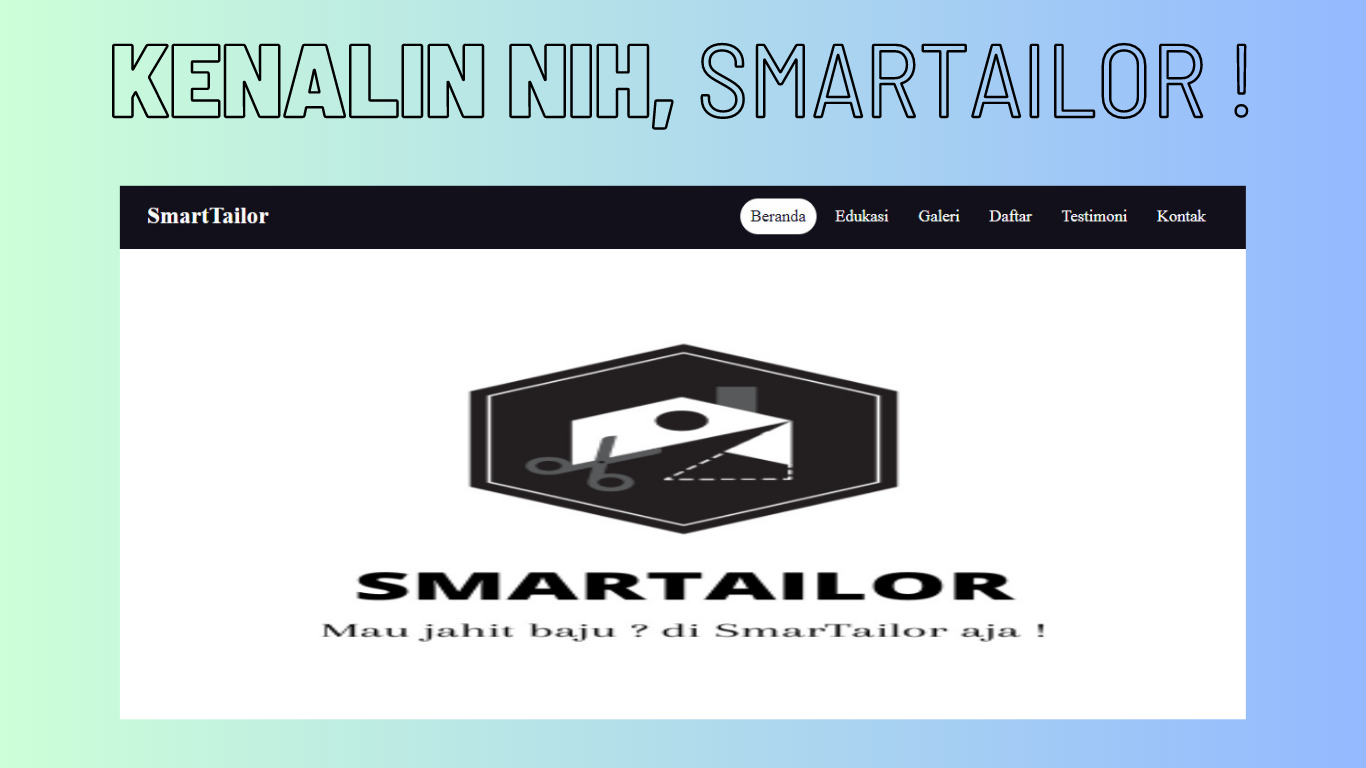 KENALIN NIH, SMARTAILOR !
SmartTailor Beranda Edukasi Galeri Daftar Testimoni Kontak
SMARTAILOR
Mau jahit baju ? di SmarTailor aja !